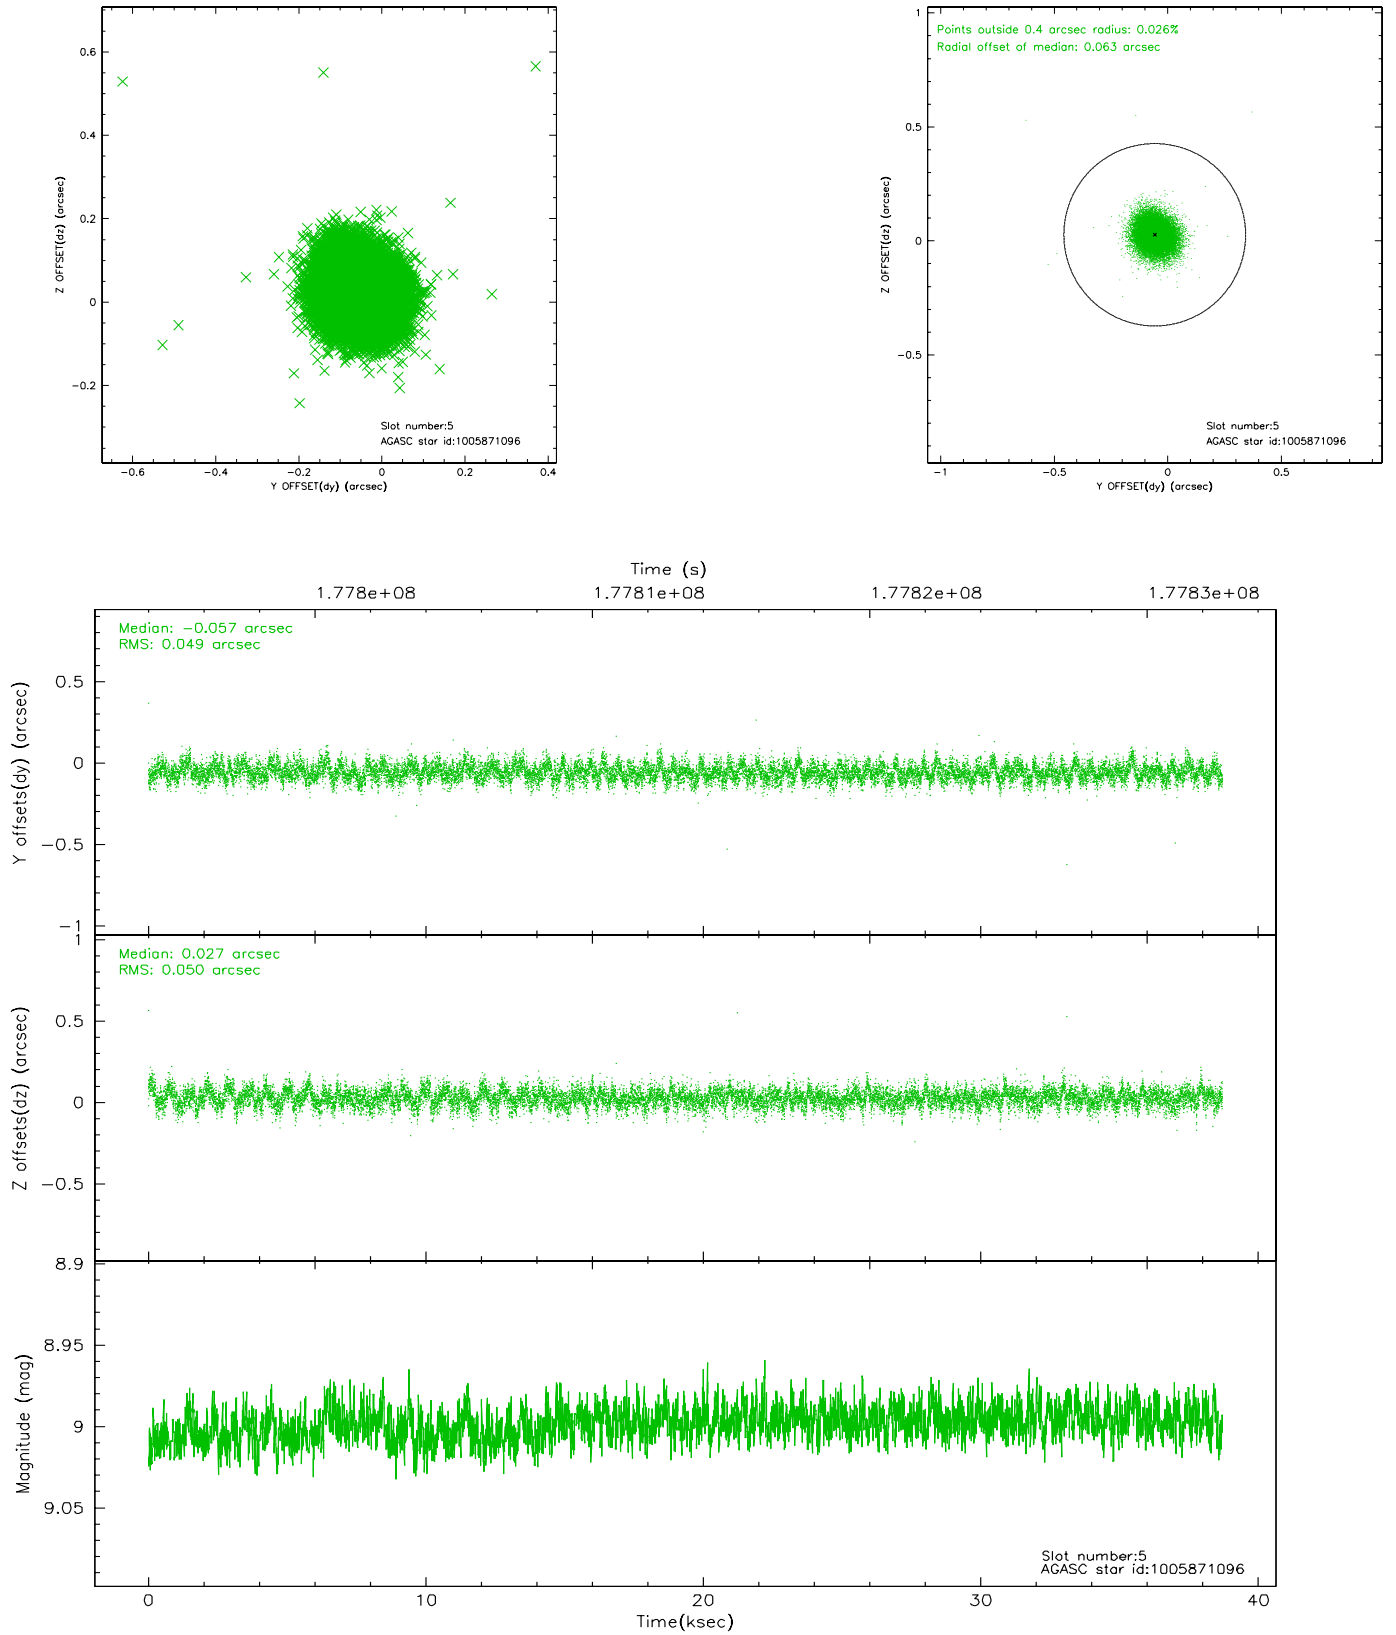 0.6
0.4
0.2
0
−0.2
Z OFFSET(dz) (arcsec)
Slot number:5
AGASC star id:1005871096
−0.6 −0.4 −0.2 0 0.2 0.4
Y OFFSET(dy) (arcsec)
Points outside 0.4 arcsec radius: 0.026%
Radial offset of median: 0.063 arcsec
1
0.5
0
−0.5
Z OFFSET(dz) (arcsec)
Slot number:5
AGASC star id:1005871096
−1 −0.5 0 0.5
Y OFFSET(dy) (arcsec)
Time (s)
1.778e+08 1.7781e+08 1.7782e+08 1.7783e+08
Median: −0.057 arcsec
RMS: 0.049 arcsec
0.5
0
−0.5
−1
Y offsets(dy) (arcsec)
Median: 0.027 arcsec
RMS: 0.050 arcsec
1
0.5
0
−0.5
Z offsets(dz) (arcsec)
8.9
8.95
9
9.05
Magnitude (mag)
Slot number:5
AGASC star id:1005871096
0 10 20 30 40
Time(ksec)